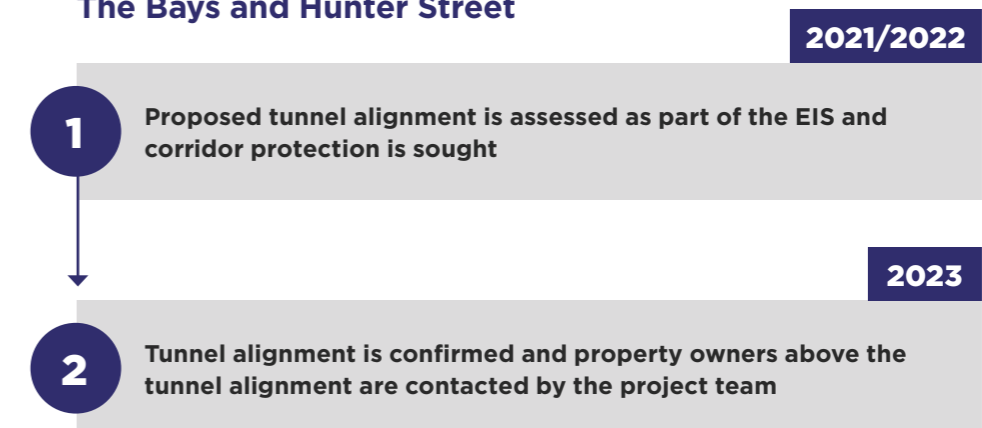 The Bays and Hunter Street
2021/2022
1
Proposed tunnel alignment is assessed as part of the EIS and
corridor protection is sought
2023
2
Tunnel alignment is confirmed and property owners above the
tunnel alignment are contacted by the project team